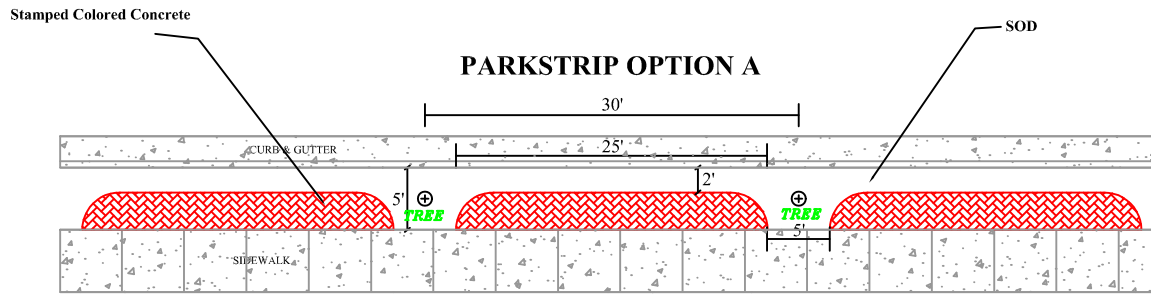 Stamped Colored Concrete
SOD
PARKSTRIP OPTION A
30'
CURB & GUTTER
25'
5'
2'
TREE
TREE
5'
SIDEWALK